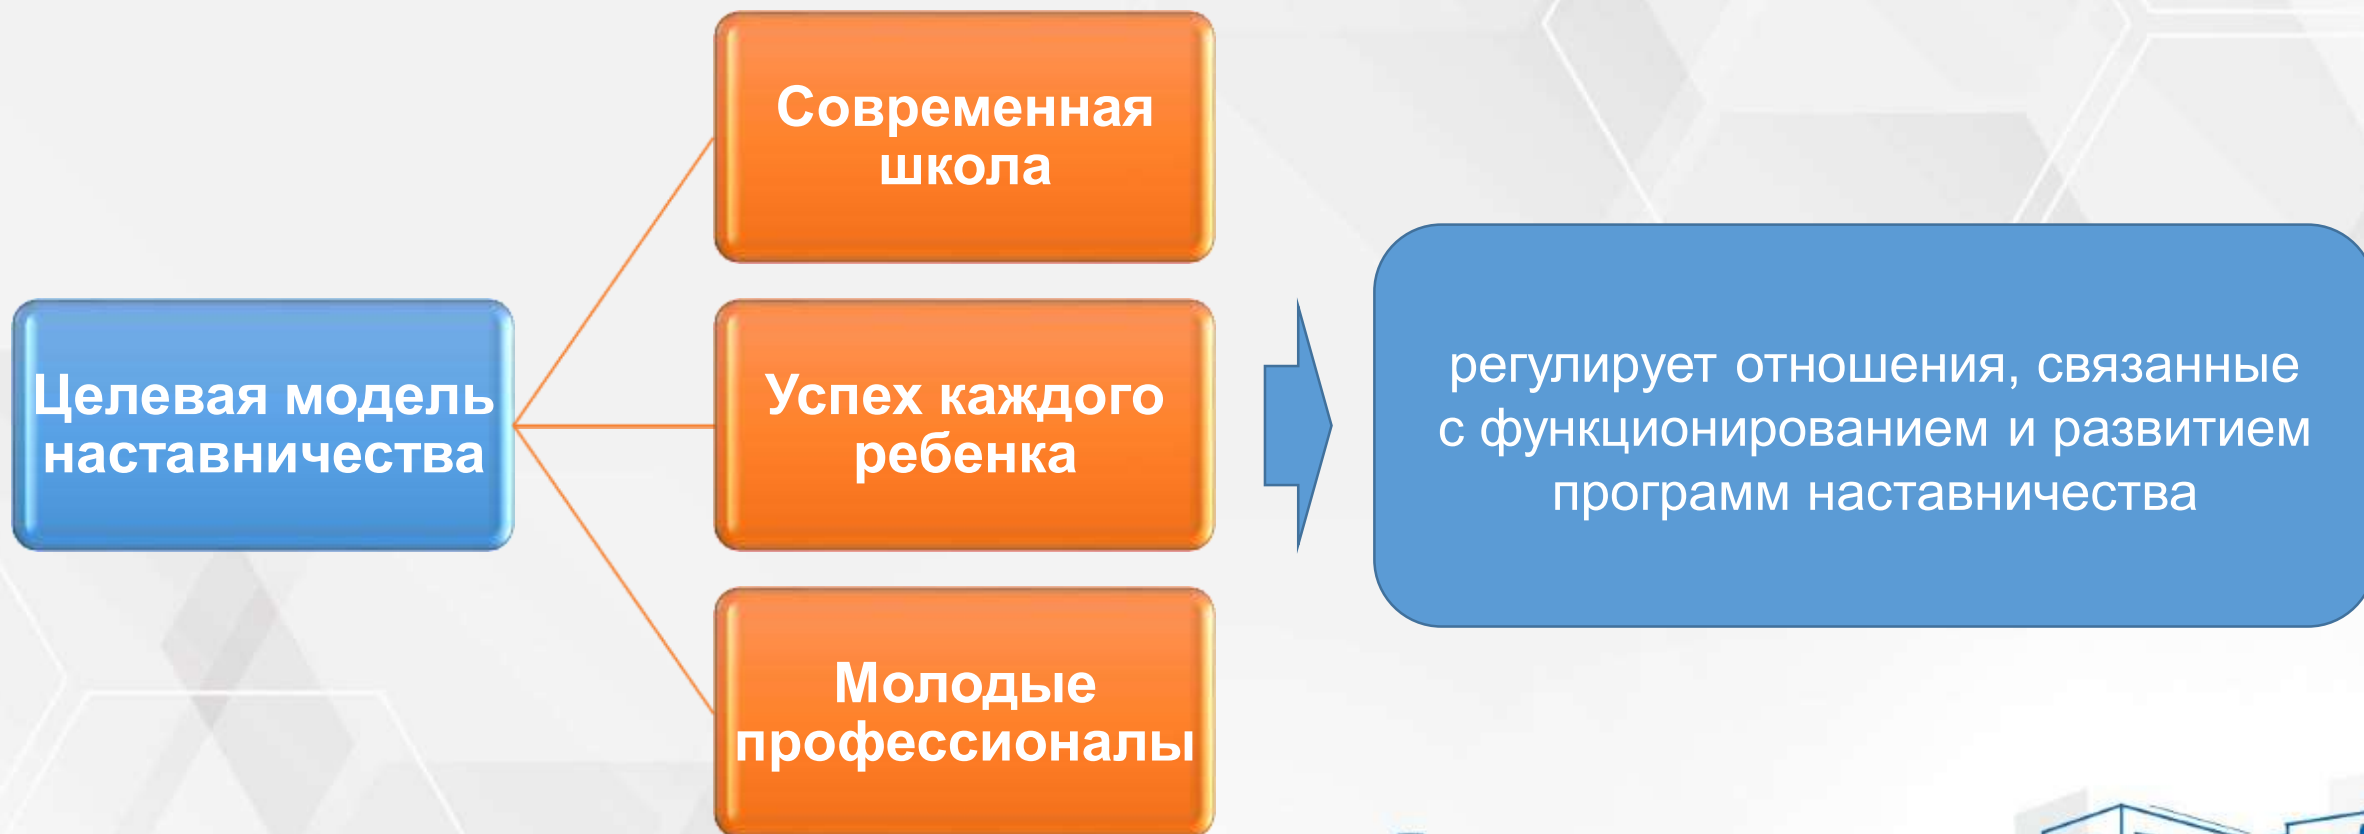 Целевая модель
наставничества
Современная
школа
Успех каждого
ребенка
Молодые
профессионалы
регулирует отношения, связанные
с функционированием и развитием
программ наставничества